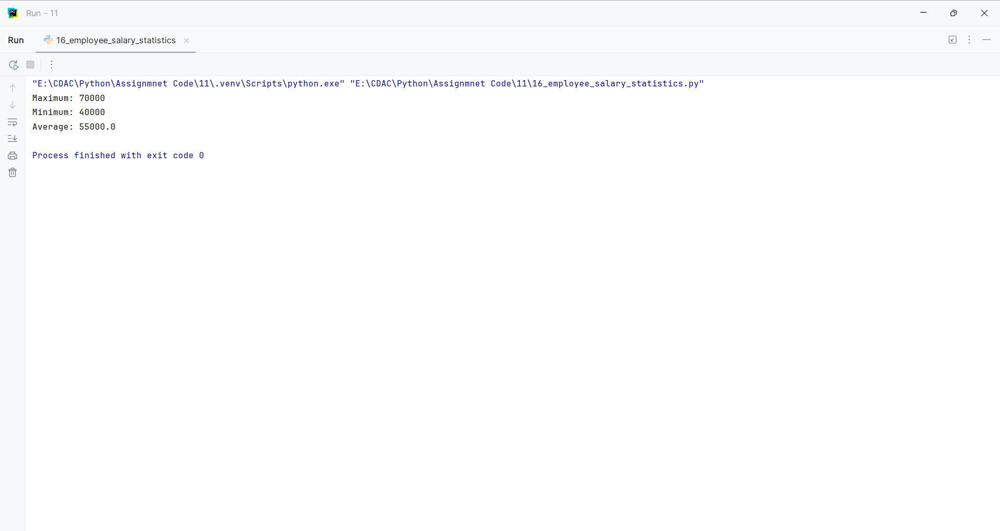 Run - 11
Run 16_employee_salary_statistics
"E:\CDAC\Python\Assignmnet Code\11\.venv\Scripts\python.exe" "E:\CDAC\Python\Assignmnet Code\11\16_employee_salary_statistics.py"
Maximum: 70000
Minimum: 40000
Average: 55000.0
Process finished with exit code 0